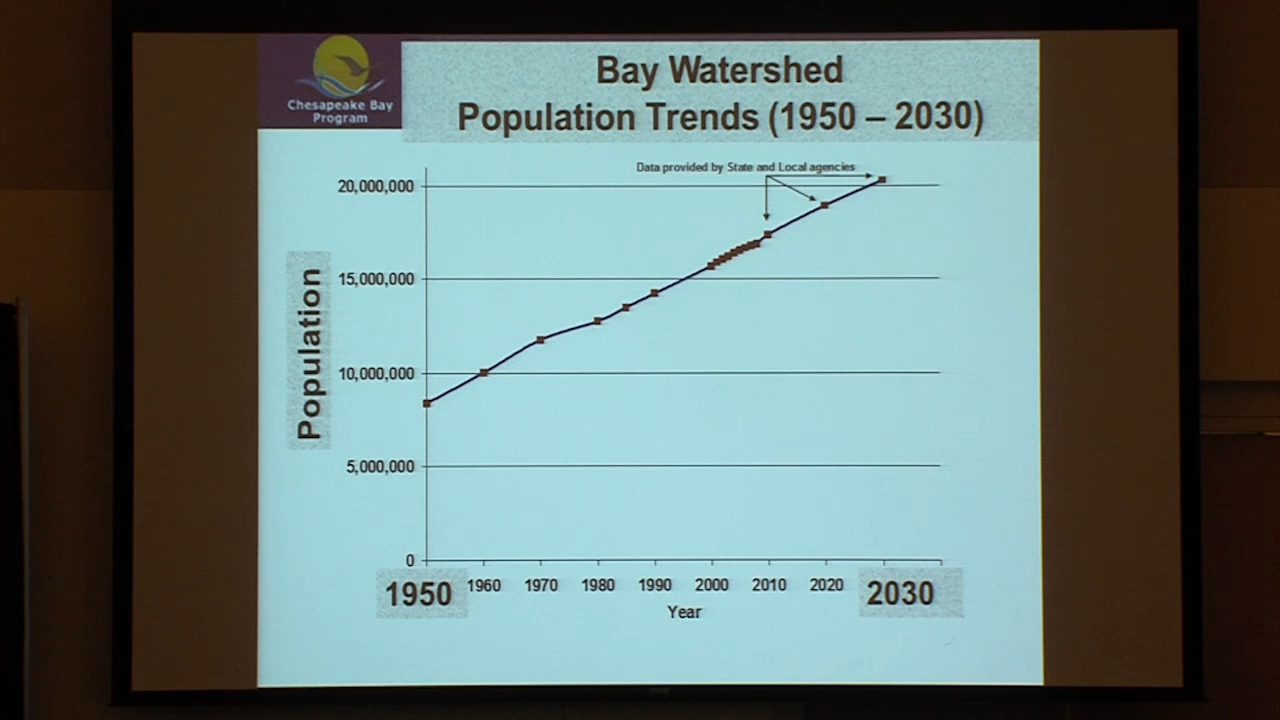 Chesapeake Bay
Program
Bay Watershed
Population Trends (1950 – 2030)
Data provided by State and Local agencies
Population
20,000,000
15,000,000
10,000,000
5,000,000
0
1950
1960
1970
1980
1990
2000
2010
2020
2030
Year